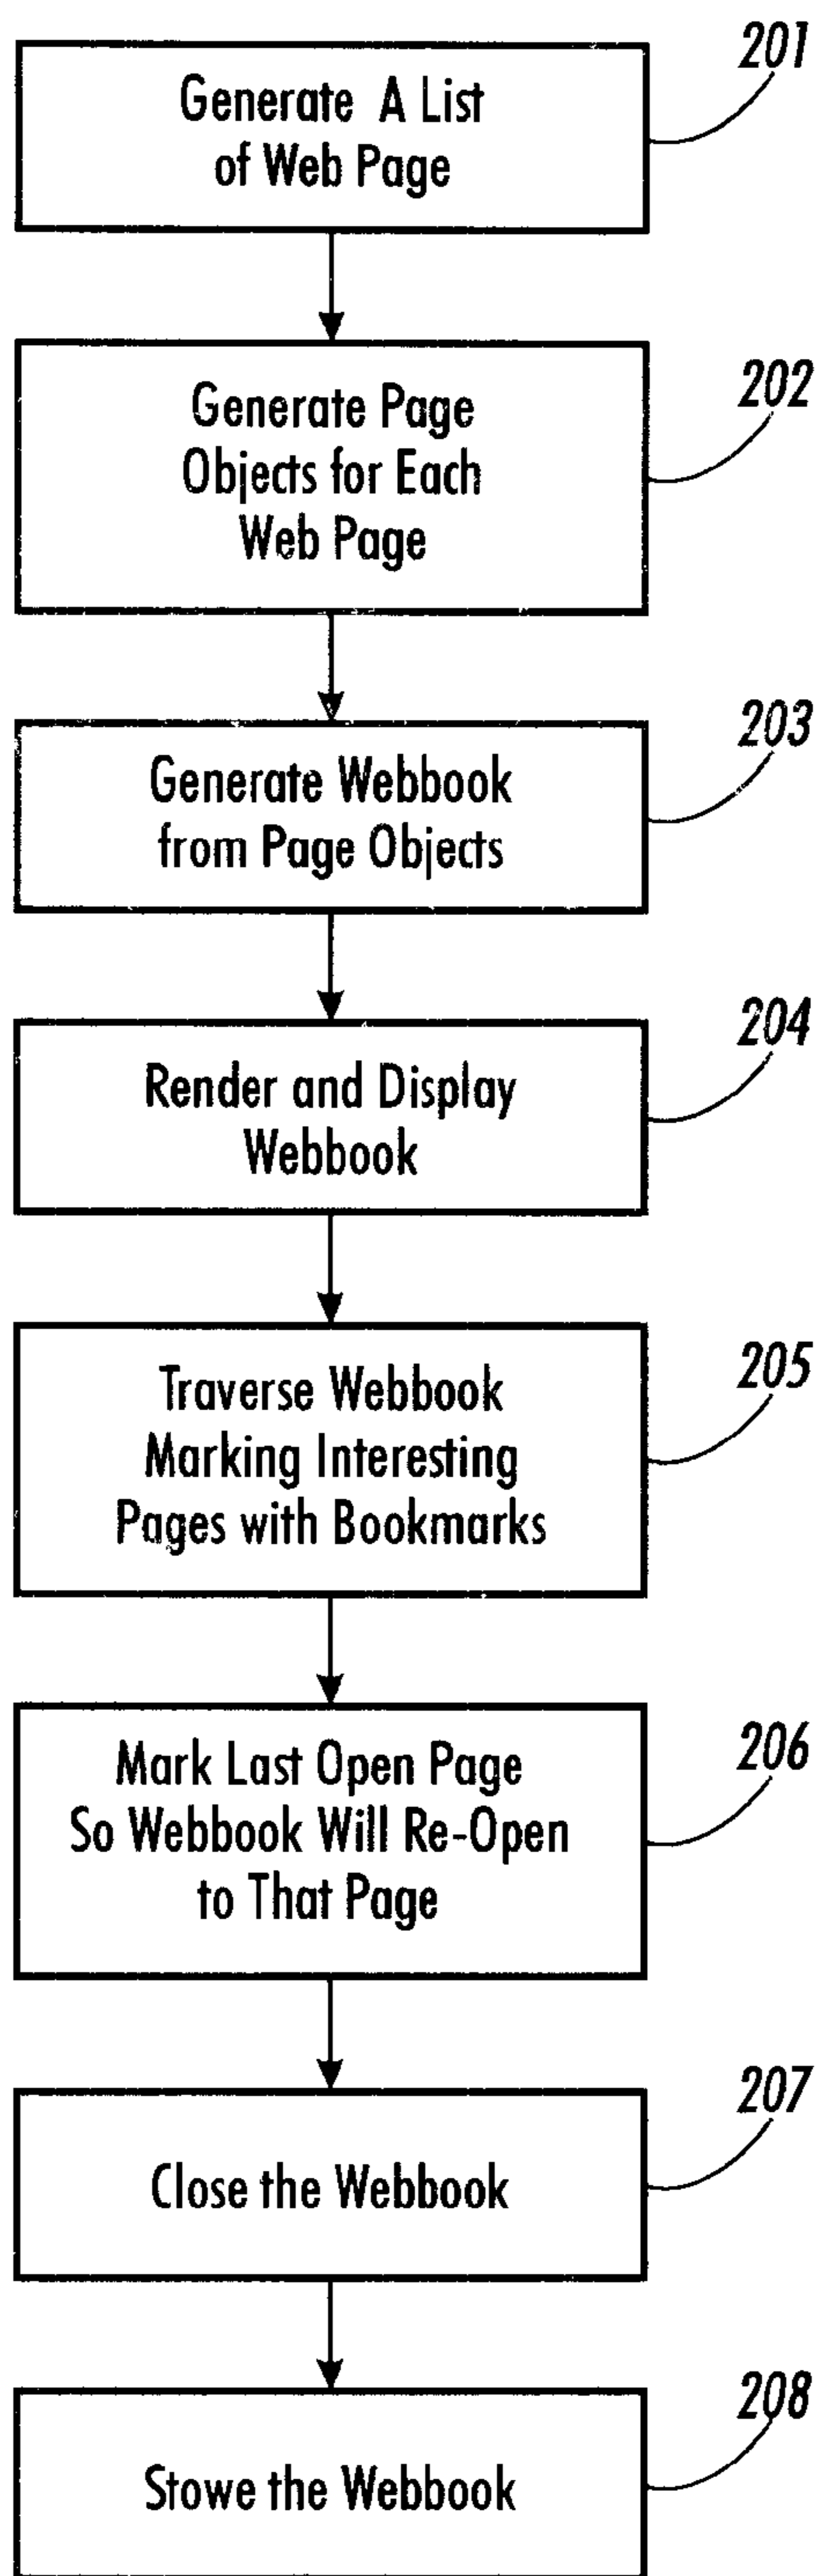 201
Generate A List
of Web Page
202
Generate Page
Objects for Each
Web Page
203
Generate Webbook
from Page Objects
204
Render and Display
Webbook
205
Traverse Webbook
Marking Interesting
Pages with Bookmarks
206
Mark Last Open Page
So Webbook Will Re-Open
to That Page
207
Close the Webbook
208
Stowe the Webbook